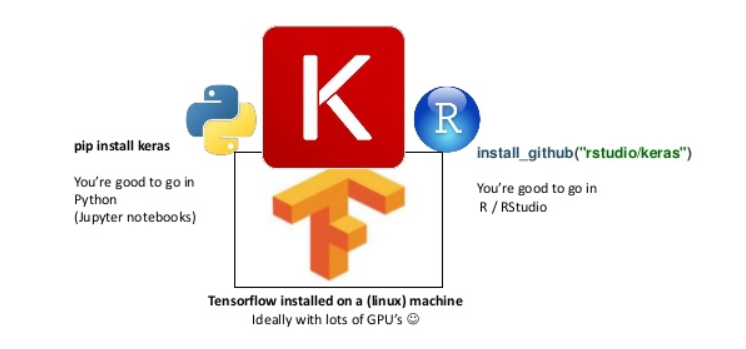 K
R
pip install keras
You're good to go in
Python
(Jupyter notebooks)
install_github("rstudio/keras")
You're good to go in
R / RStudio
Tensorflow installed on a (linux) machine
Ideally with lots of GPU's ☺